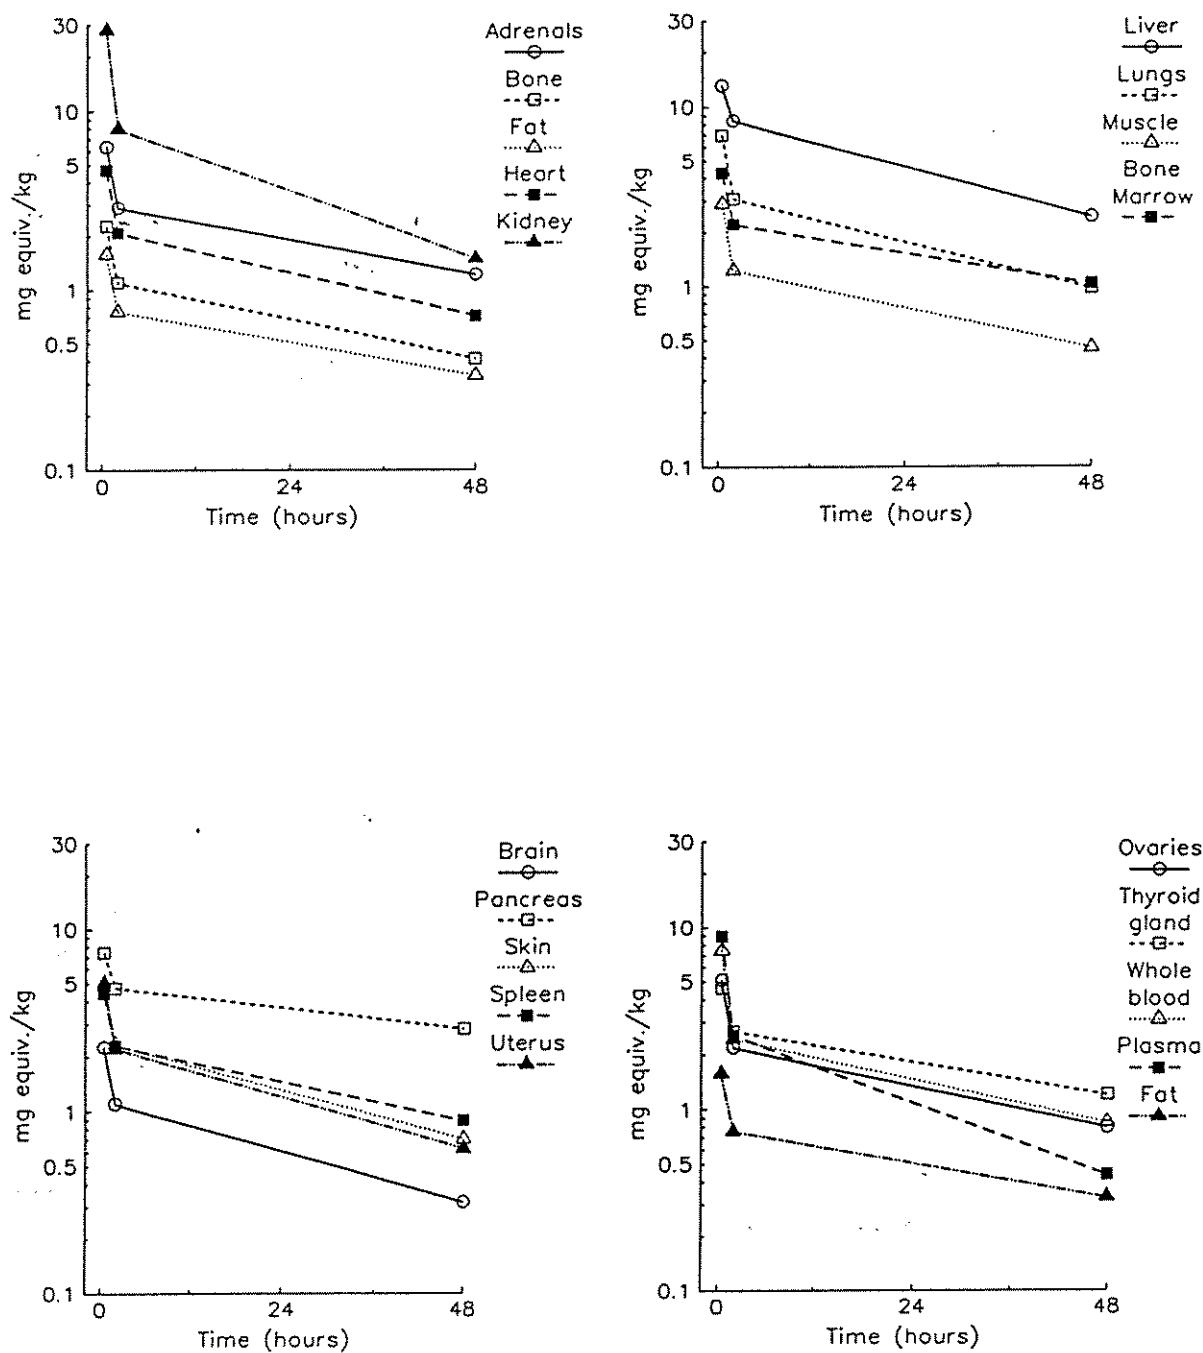 30
10
5
1
0.5
0.1
mg equiv./kg
0
24
48
Time (hours)
Adrenals
Bone
Fat
Heart
Kidney
30
10
5
1
0.5
0.1
mg equiv./kg
0
24
48
Time (hours)
Liver
Lungs
Muscle
Bone
Marrow
30
10
5
1
0.5
0.1
mg equiv./kg
0
24
48
Time (hours)
Brain
Pancreas
Skin
Spleen
Uterus
30
10
5
1
0.5
0.1
mg equiv./kg
0
24
48
Time (hours)
Ovaries
Thyroid
gland
Whole
blood
Plasma
Fat